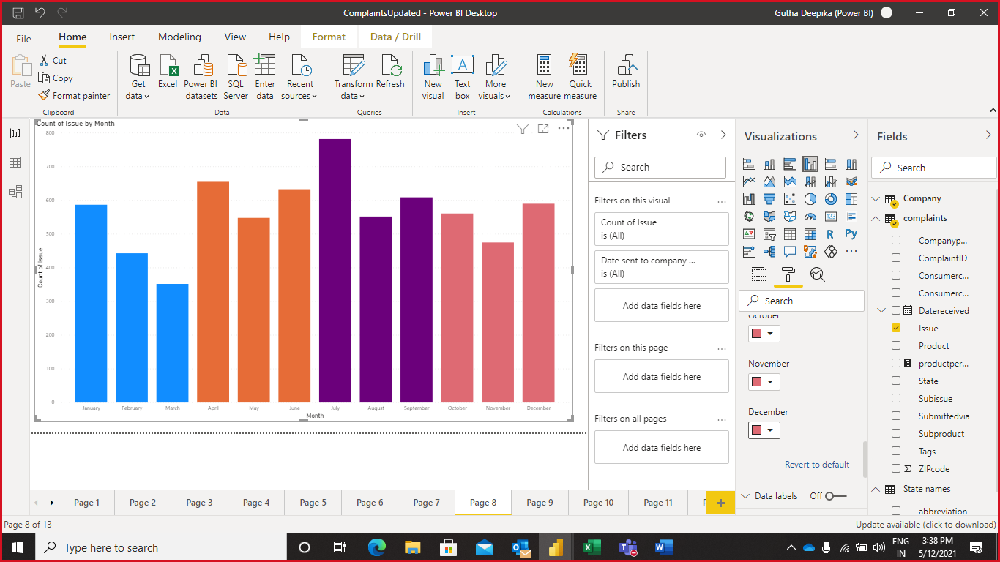 ComplaintsUpdated - Power BI Desktop
Gutha Deepika (Power BI)
File
Home
Insert
Modeling
View
Help
Format
Data / Drill
Paste
Cut
Copy
Format painter
Clipboard
Get data
Excel
Power BI datasets
SQL Server
Enter data
Recent sources
Data
Transform data
Refresh
Queries
New visual
Text box
More visuals
Insert
New measure
Quick measure
Calculations
Publish
Share
Count of Issue by Month
800
700
600
500
400
300
200
100
0
Count of Issue
January
February
March
April
May
June
July
August
September
October
November
December
Month
Filters
Search
Filters on this visual
...
Count of Issue
is (All)
Date sent to company ...
is (All)
Add data fields here
Filters on this page
...
Add data fields here
Filters on all pages
...
Add data fields here
Visualizations
123
R
Py
...
Search
October
November
December
Revert to default
Data labels
Off
Fields
Search
Company
complaints
Companyp...
ComplaintID
Consumerc...
Consumerc...
Datereceived
Issue
Product
productper...
State
Subissue
Submittedvia
Subproduct
Tags
Σ ZIPcode
State names
abbreviation
Page 1
Page 2
Page 3
Page 4
Page 5
Page 6
Page 7
Page 8
Page 9
Page 10
Page 11
P
+
Page 8 of 13
Update available (click to download)
Type here to search
ENG
IN
3:38 PM
5/12/2021